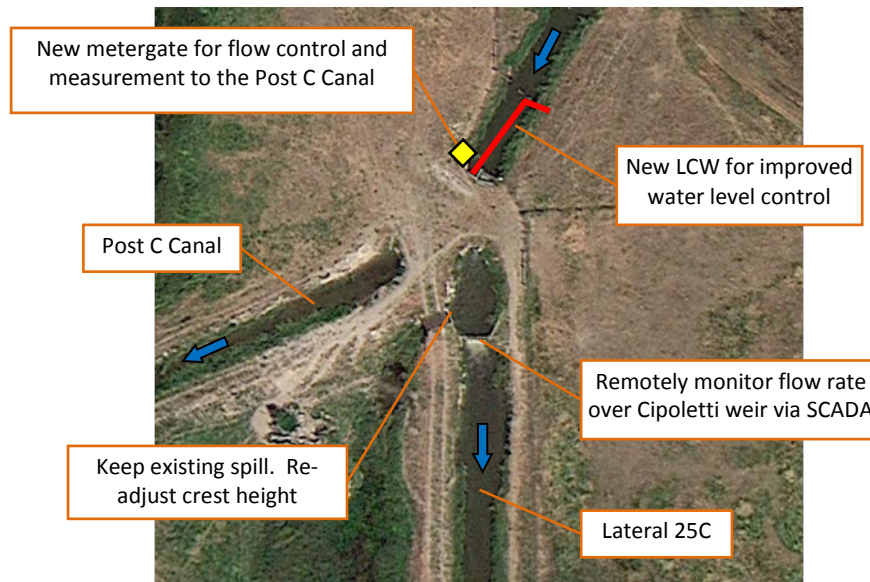 New metergate for flow control and
measurement to the Post C Canal
New LCW for improved
water level control
Post C Canal
Remotely monitor flow rate
over Cipoletti weir via SCADA
Keep existing spill. Re-
adjust crest height
Lateral 25C